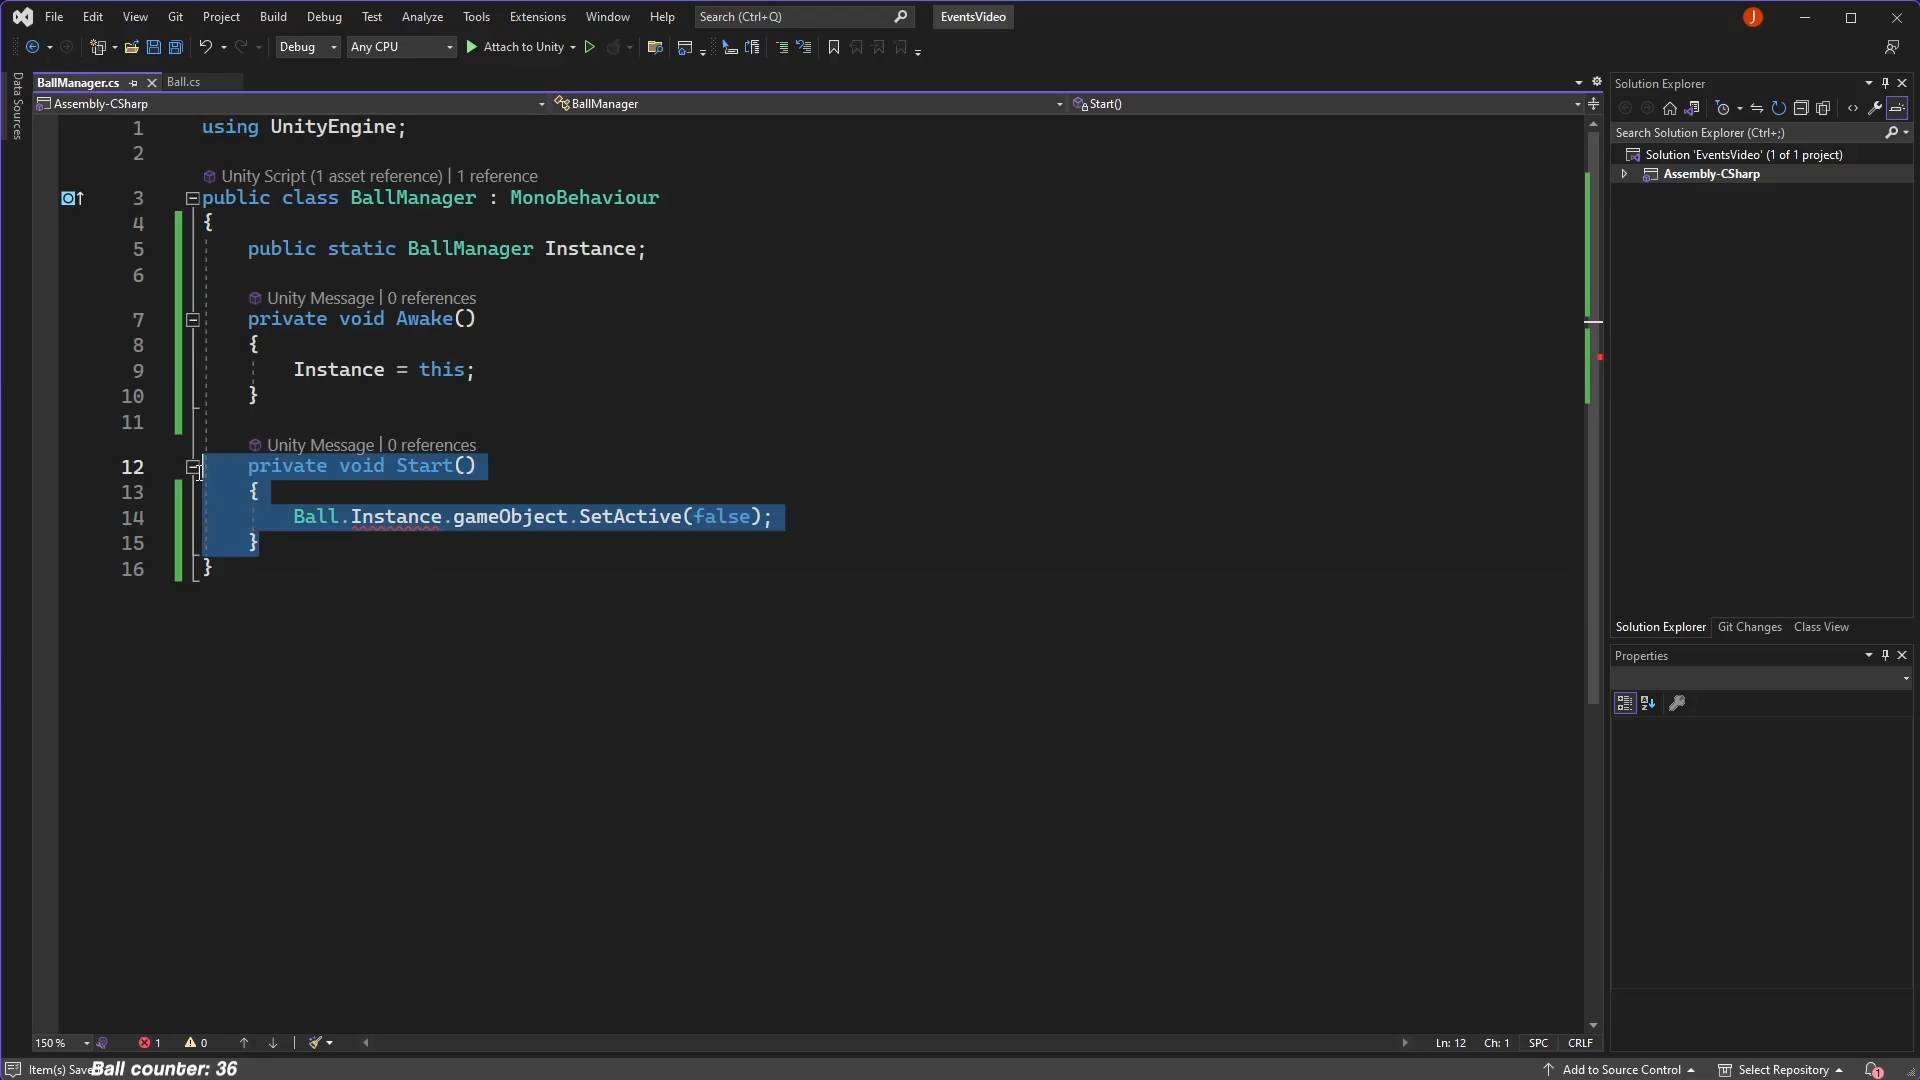 File Edit View Git Project Build Debug Test Analyze Tools Extensions Window Help Search (Ctrl+Q) EventsVideo J
Debug Any CPU Attach to Unity
Data Sources
BallManager.cs Ball.cs
Assembly-CSharp BallManager Start()
1 using UnityEngine;
2
Unity Script (1 asset reference) | 1 reference
3 public class BallManager : MonoBehaviour
4 {
5 public static BallManager Instance;
6
Unity Message | 0 references
7 private void Awake()
8 {
9 Instance = this;
10 }
11
Unity Message | 0 references
12 private void Start()
13 {
14 Ball.Instance.gameObject.SetActive(false);
15 }
16 }
Solution Explorer
Search Solution Explorer (Ctrl+;)
Solution 'EventsVideo' (1 of 1 project)
Assembly-CSharp
Solution Explorer Git Changes Class View
Properties
150 % 1 0 Ln: 12 Ch: 1 SPC CRLF
Item(s) Save
Ball counter: 36
Add to Source Control Select Repository 1